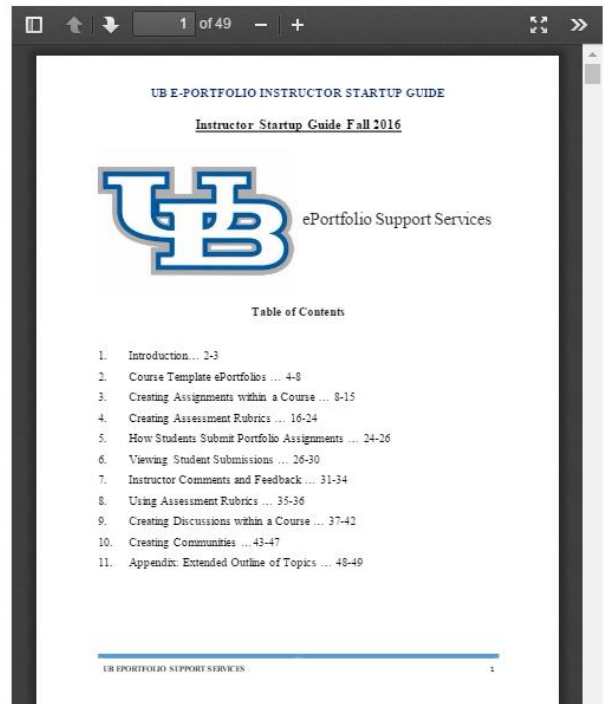 1 of 49
UB E-PORTFOLIO INSTRUCTOR STARTUP GUIDE
Instructor Startup Guide Fall 2016
UB
ePortfolio Support Services
Table of Contents
1. Introduction... 2-3
2. Course Template ePortfolios ... 4-8
3. Creating Assignments within a Course ... 8-15
4. Creating Assessment Rubrics ... 16-24
5. How Students Submit Portfolio Assignments ... 24-26
6. Viewing Student Submissions ... 26-30
7. Instructor Comments and Feedback ... 31-34
8. Using Assessment Rubrics ... 35-36
9. Creating Discussions within a Course ... 37-42
10. Creating Communities ...43-47
11. Appendix: Extended Outline of Topics ... 48-49
UB EPORTFOLIO SUPPORT SERVICES 1